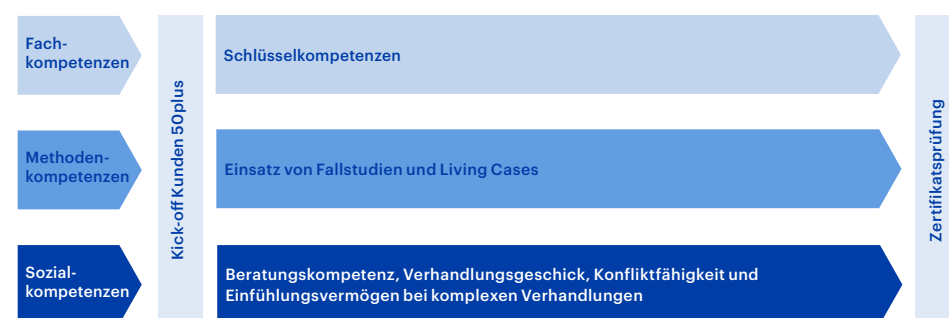 Fach-
kompetenzen
Kick-off Kunden 50plus
Schlüsselkompetenzen
Zertifikatsprüfung
Methoden-
kompetenzen
Einsatz von Fallstudien und Living Cases
Sozial-
kompetenzen
Beratungskompetenz, Verhandlungsgeschick, Konfliktfähigkeit und
Einfühlungsvermögen bei komplexen Verhandlungen